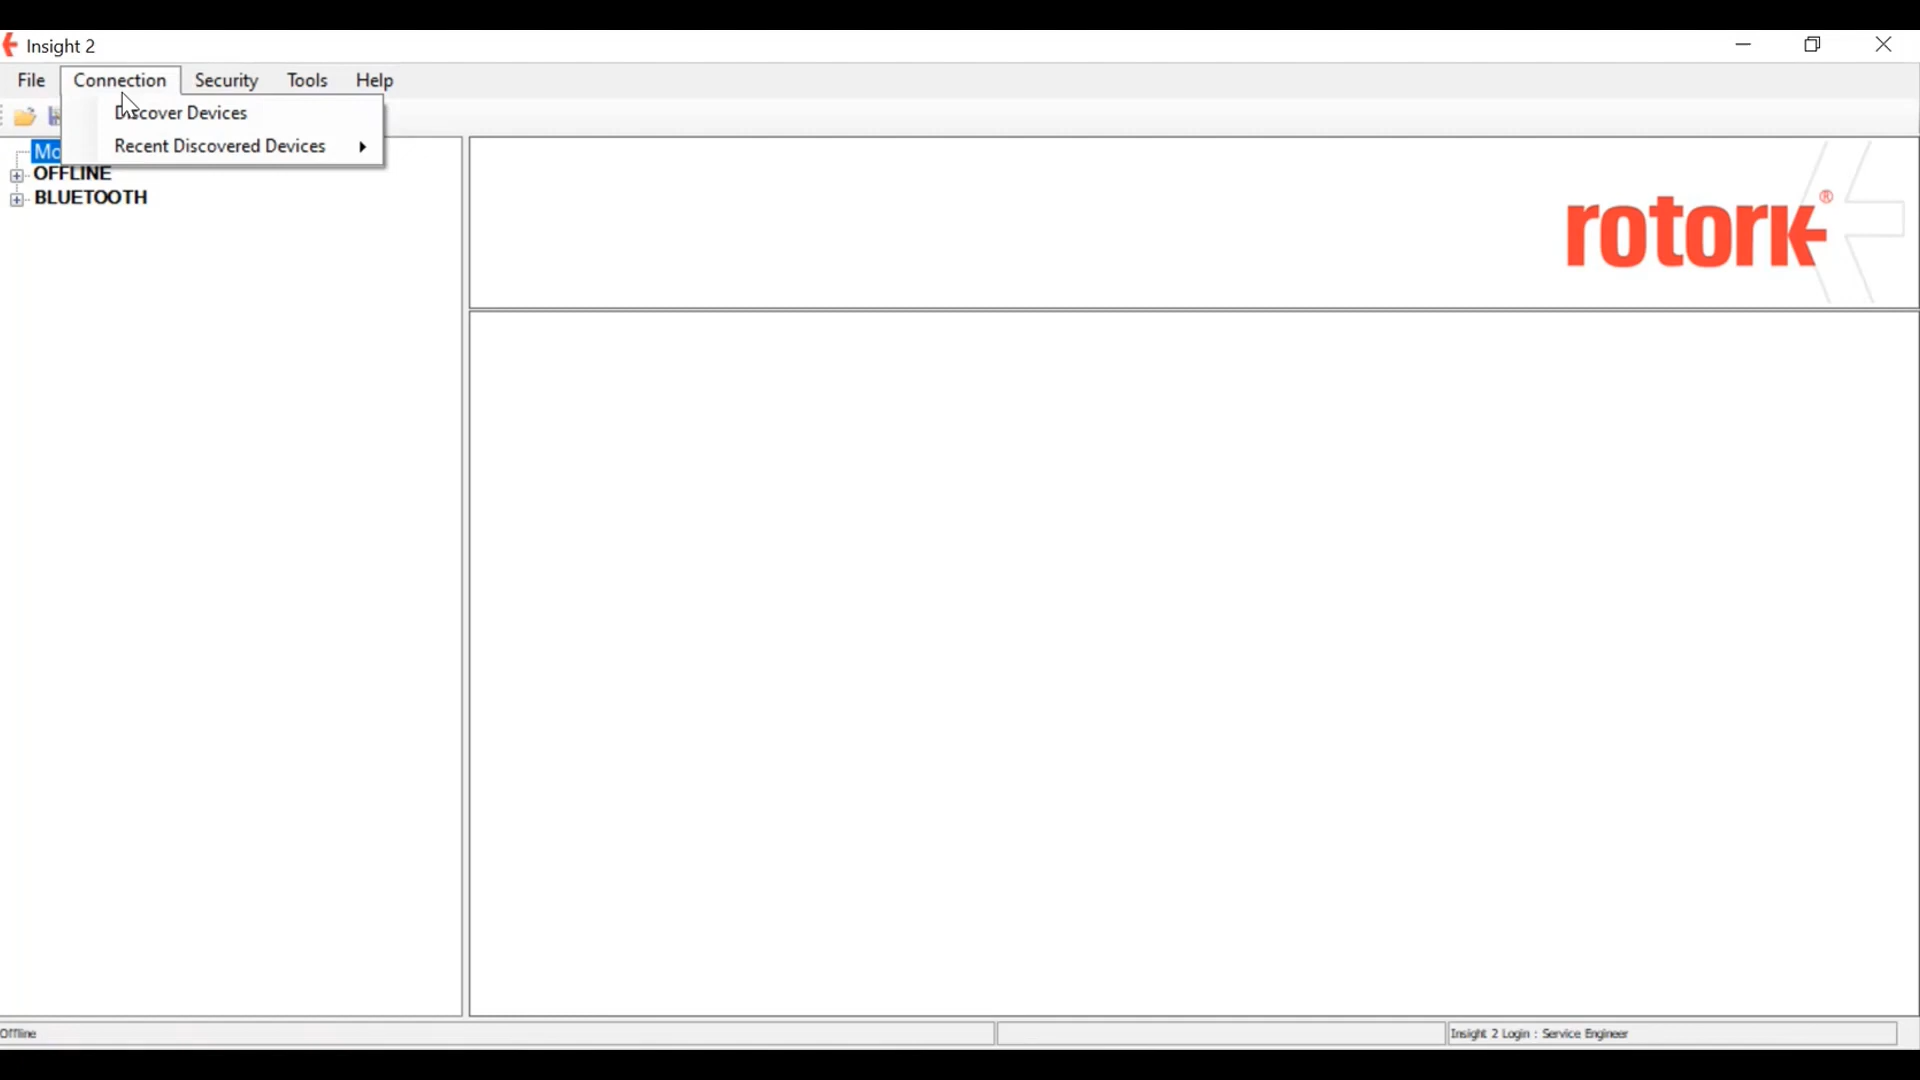 Insight 2
File Connection Security Tools Help
Discover Devices
Recent Discovered Devices
Mo
OFFLINE
BLUETOOTH
rotork®
Offline
Insight 2 Login : Service Engineer